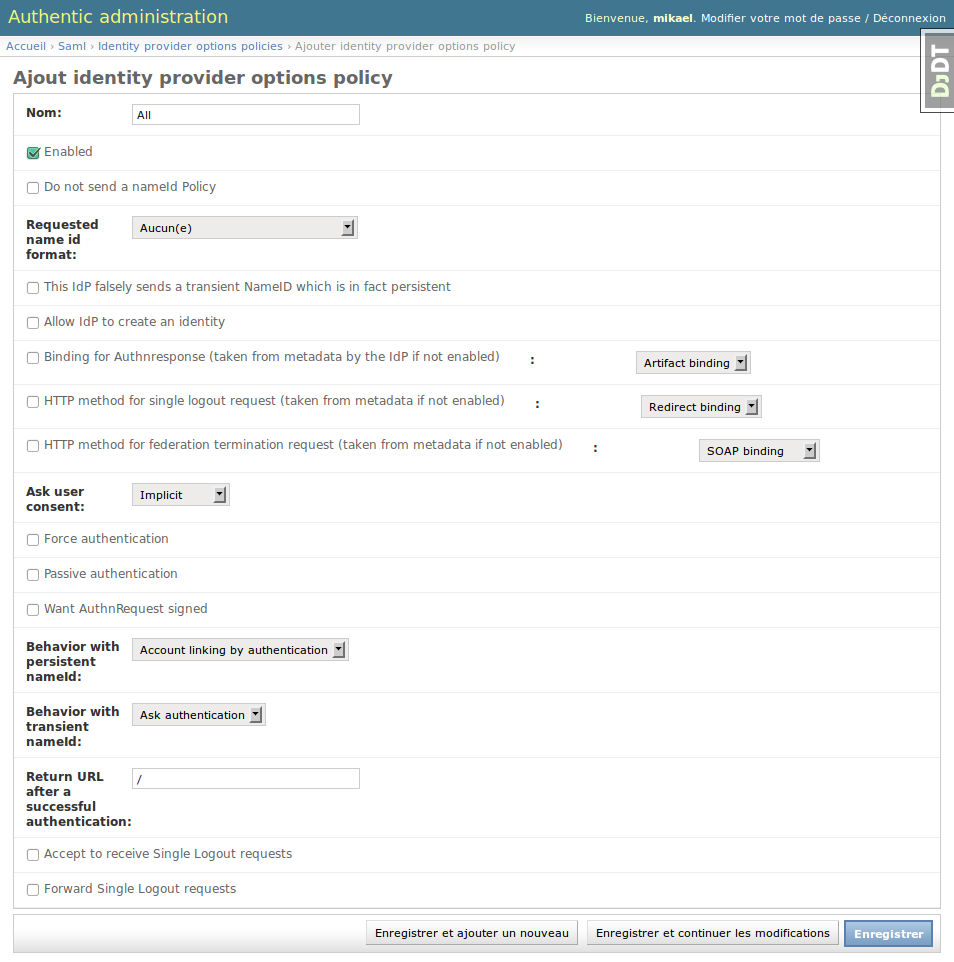 Authentic administration
Bienvenue, mikael. Modifier votre mot de passe / Déconnexion
Accueil › Saml › Identity provider options policies › Ajouter identity provider options policy
DJDT
Ajout identity provider options policy
Nom: All
Enabled
Do not send a nameId Policy
Requested
name id
format:
Aucun(e)
This IdP falsely sends a transient NameID which is in fact persistent
Allow IdP to create an identity
Binding for Authnresponse (taken from metadata by the IdP if not enabled) : Artifact binding
HTTP method for single logout request (taken from metadata if not enabled) : Redirect binding
HTTP method for federation termination request (taken from metadata if not enabled) : SOAP binding
Ask user
consent:
Implicit
Force authentication
Passive authentication
Want AuthnRequest signed
Behavior with
persistent
nameId:
Account linking by authentication
Behavior with
transient
nameId:
Ask authentication
Return URL
after a
successful
authentication:
/
Accept to receive Single Logout requests
Forward Single Logout requests
Enregistrer et ajouter un nouveau Enregistrer et continuer les modifications Enregistrer